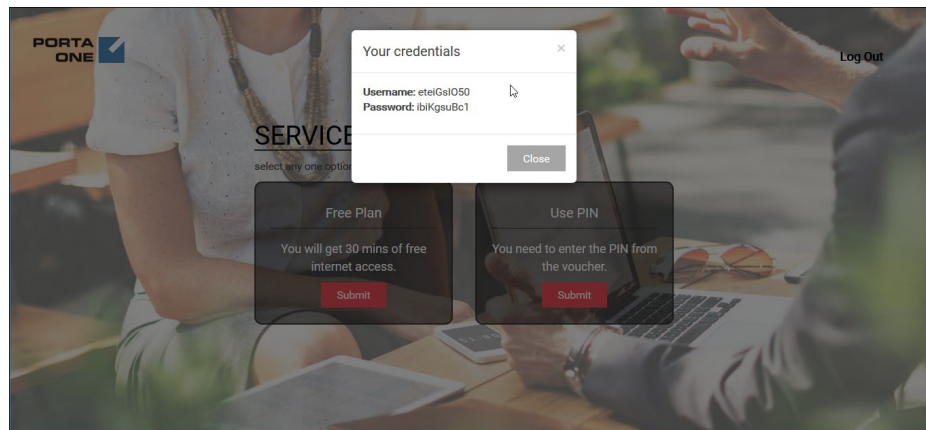 PORTA
ONE
Log Out
Your credentials
×
Username: eteiGsIO50
Password: ibiKgsuBc1
Close
SERVICE
select any one option
Free Plan
You will get 30 mins of free
internet access.
Submit
Use PIN
You need to enter the PIN from
the voucher.
Submit